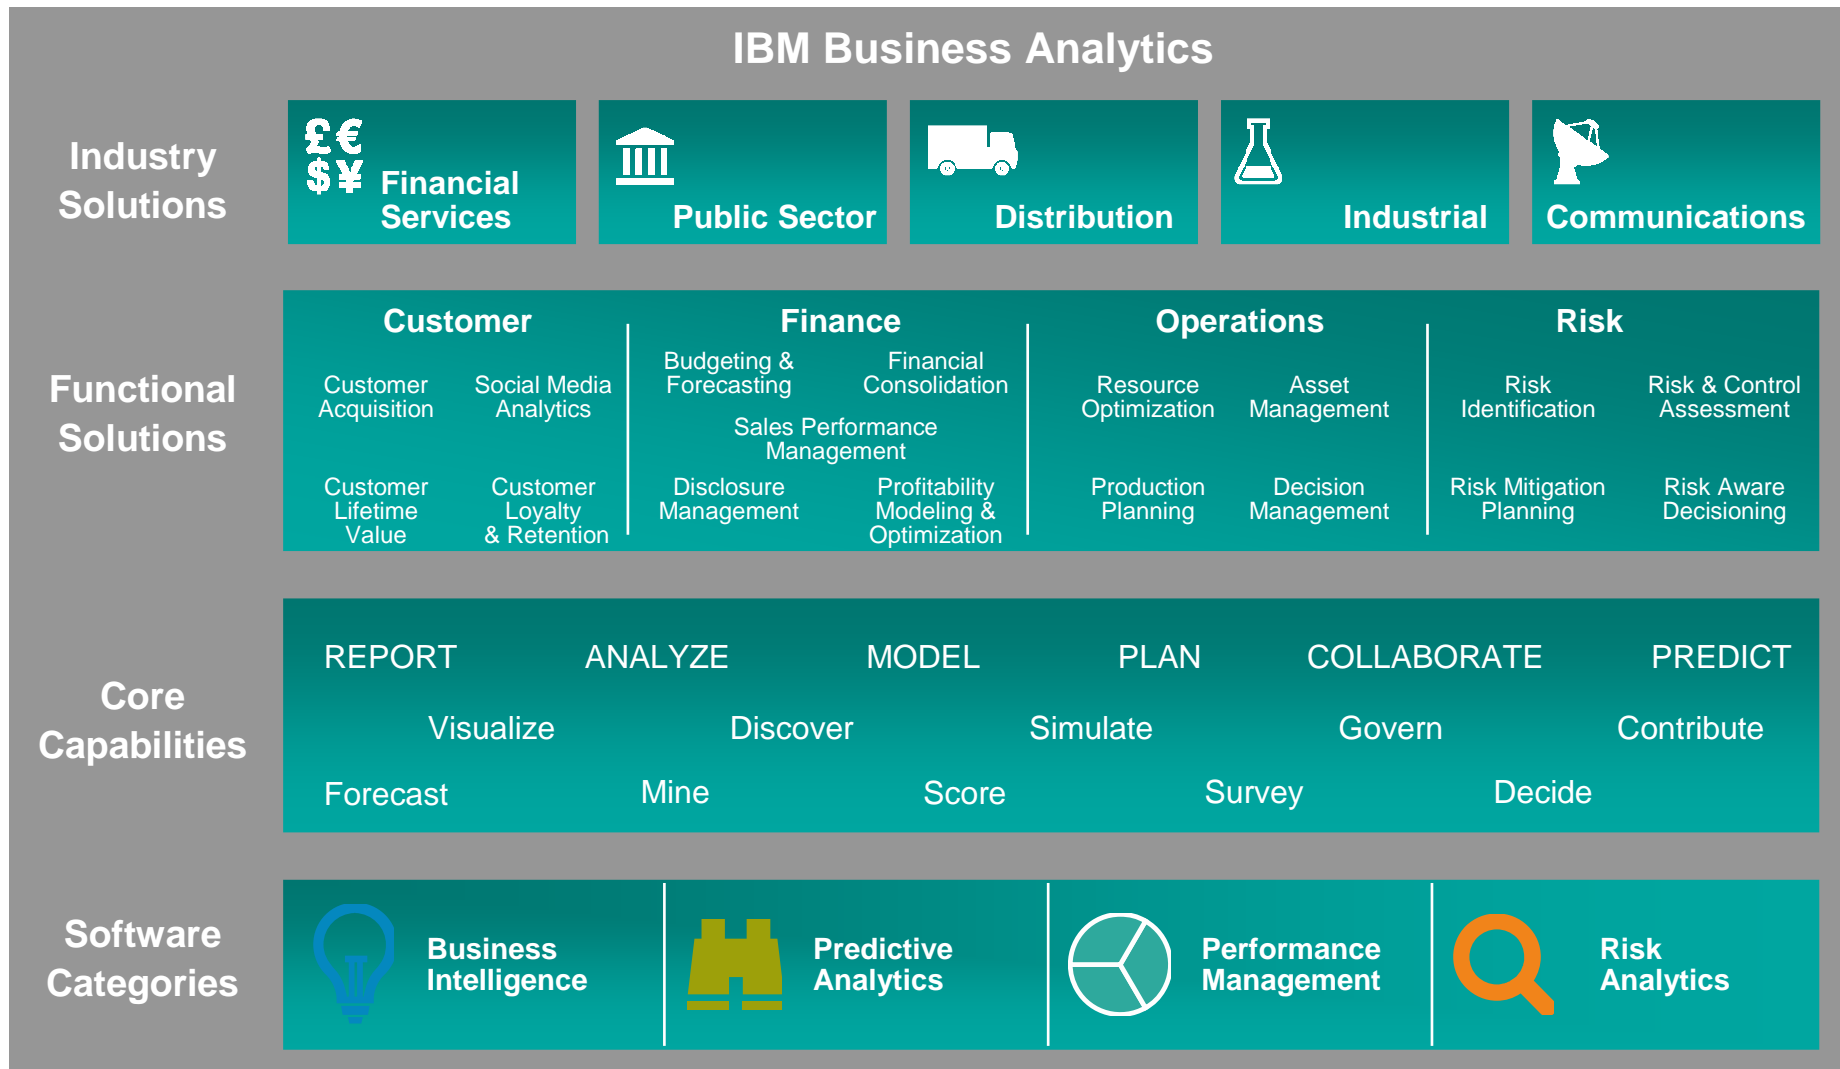 IBM Business Analytics
Industry
Solutions
£ €
$ ¥
Financial
Services
Public Sector
Distribution
Industrial
Communications
Functional
Solutions
Customer
Customer
Acquisition
Social Media
Analytics
Customer
Lifetime
Value
Customer
Loyalty
& Retention
Finance
Budgeting &
Forecasting
Financial
Consolidation
Sales Performance
Management
Disclosure
Management
Profitability
Modeling &
Optimization
Operations
Resource
Optimization
Asset
Management
Production
Planning
Decision
Management
Risk
Risk
Identification
Risk & Control
Assessment
Risk Mitigation
Planning
Risk Aware
Decisioning
Core
Capabilities
REPORT ANALYZE MODEL PLAN COLLABORATE PREDICT
Visualize Discover Simulate Govern Contribute
Forecast Mine Score Survey Decide
Software
Categories
Business
Intelligence
Predictive
Analytics
Performance
Management
Risk
Analytics